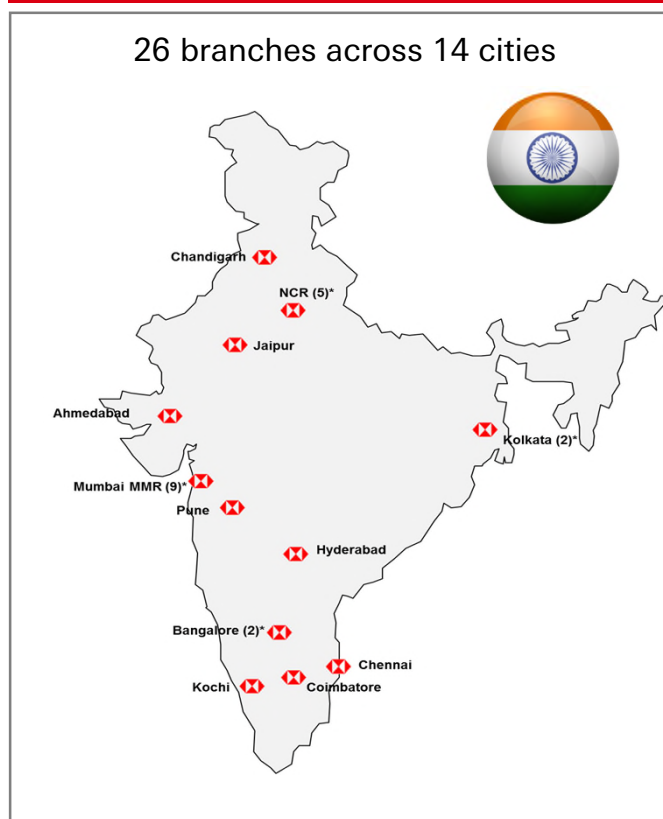 26 branches across 14 cities
Chandigarh
NCR (5)*
Jaipur
Ahmedabad
Kolkata (2)*
Mumbai MMR (9)*
Pune
Hyderabad
Bangalore (2)*
Chennai
Kochi
Coimbatore